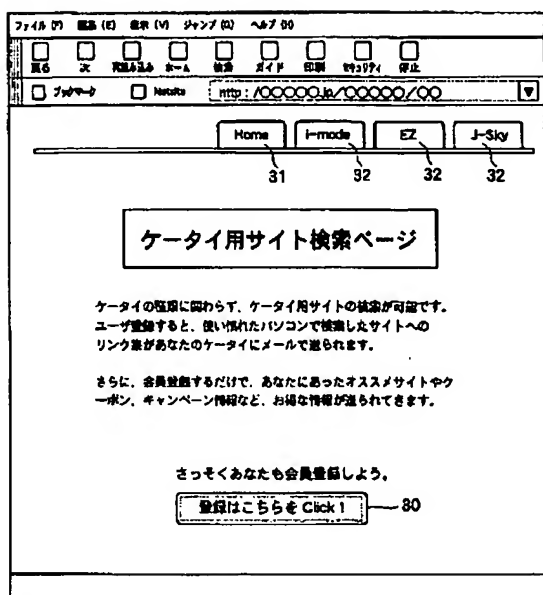 ファイル (F) 編集 (E) 表示 (V) ジャンプ (G) ヘルプ (H)
戻る 次 再読み込み ホーム 検索 ガイド 印刷 セキュリティ 停止
ブックマーク http : /○○○○○.jp/○○○○○/○○
Home i-mode EZ J-Sky
31 32 32 32
ケータイ用サイト検索ページ
ケータイの種類に関わらず、ケータイ用サイトの検索が可能です。
ユーザ登録すると、使い慣れたパソコンで検索し丸サイトへの
リンク集があなたのケータイにメールで送られます。
さらに、会員登録するだけで、あなたにあったオススメサイトやク
ーポン、キャンペーン情報など、お得な情報が送られてきます。
さっそくあなたも会員登録しよう。
登録はこちらを Click ! 30